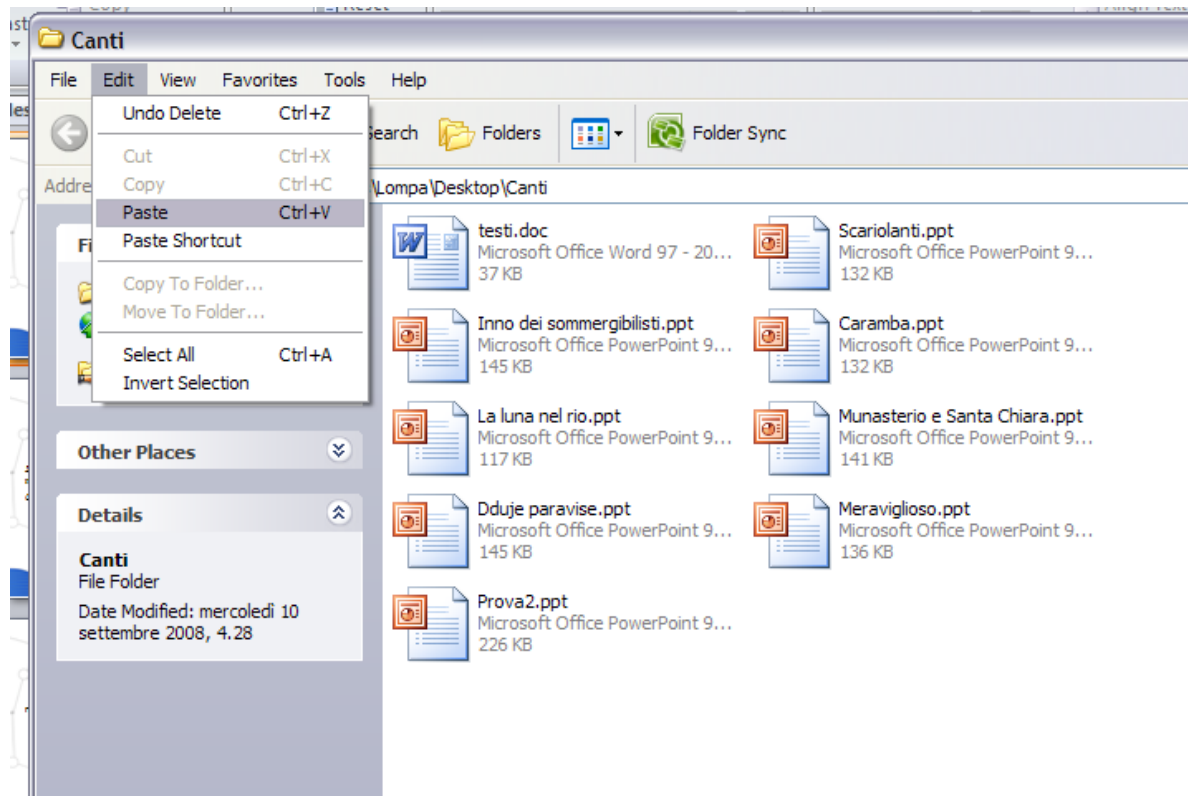 Copy
Reset
Align Text
Canti
File Edit View Favorites Tools Help
Undo Delete Ctrl+Z
Cut Ctrl+X
Copy Ctrl+C
Paste Ctrl+V
Paste Shortcut
Copy To Folder...
Move To Folder...
Select All Ctrl+A
Invert Selection
Search Folders Folder Sync
Addre \Lompa\Desktop\Canti
Fi
Other Places
Details
Canti
File Folder
Date Modified: mercoledì 10
settembre 2008, 4.28
testi.doc
Microsoft Office Word 97 - 20...
37 KB
Scariolanti.ppt
Microsoft Office PowerPoint 9...
132 KB
Inno dei sommergibilisti.ppt
Microsoft Office PowerPoint 9...
145 KB
Caramba.ppt
Microsoft Office PowerPoint 9...
132 KB
La luna nel rio.ppt
Microsoft Office PowerPoint 9...
117 KB
Munasterio e Santa Chiara.ppt
Microsoft Office PowerPoint 9...
141 KB
Dduje paravise.ppt
Microsoft Office PowerPoint 9...
145 KB
Meraviglioso.ppt
Microsoft Office PowerPoint 9...
136 KB
Prova2.ppt
Microsoft Office PowerPoint 9...
226 KB